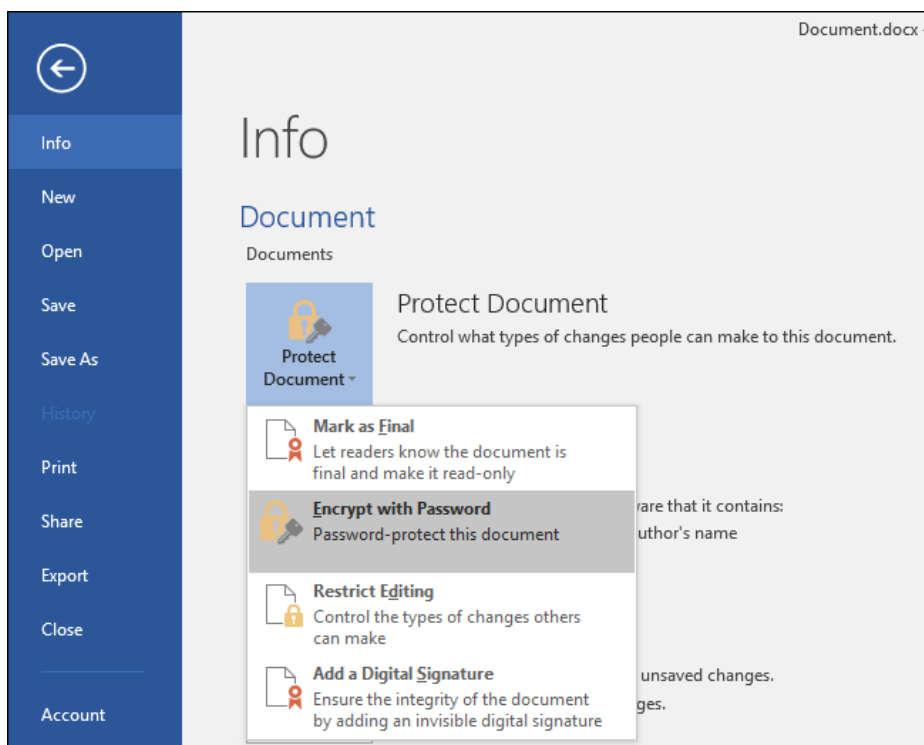 Document.docx -
Info
New
Open
Save
Save As
History
Print
Share
Export
Close
Account
Info
Document
Documents
Protect
Document
Protect Document
Control what types of changes people can make to this document.
Mark as Final
Let readers know the document is
final and make it read-only
Encrypt with Password
Password-protect this document
Restrict Editing
Control the types of changes others
can make
Add a Digital Signature
Ensure the integrity of the document
by adding an invisible digital signature
that it contains:
name
unsaved changes.